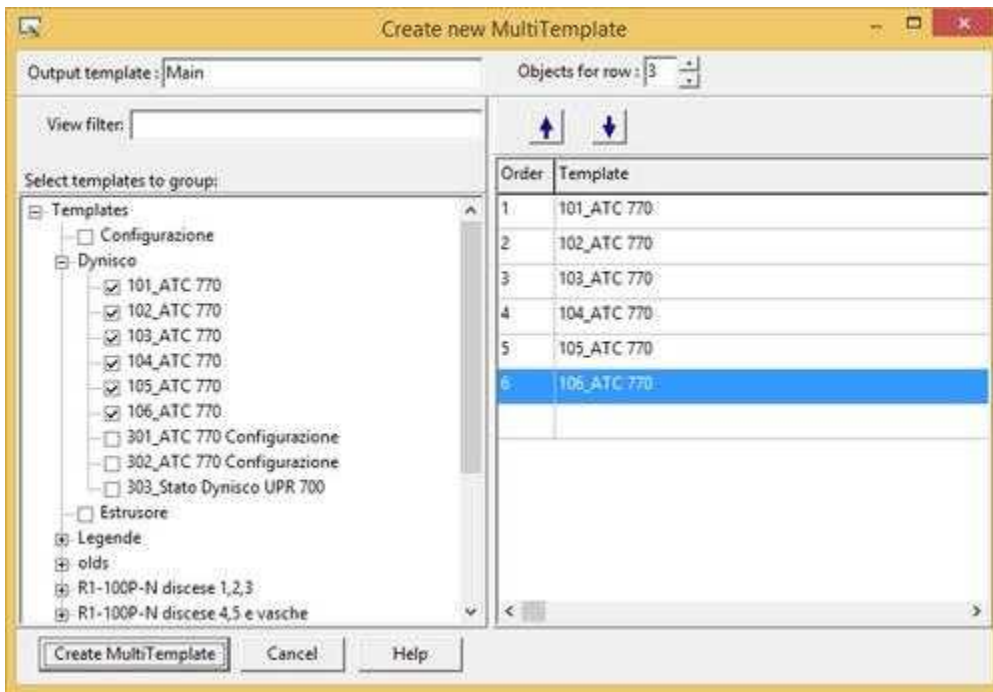 Create new MultiTemplate
Output template : Main
Objects for row : 3
View filter:
Select templates to group:
Templates
Configurazione
Dynisco
101_ATC 770
102_ATC 770
103_ATC 770
104_ATC 770
105_ATC 770
106_ATC 770
301_ATC 770 Configurazione
302_ATC 770 Configurazione
303_Stato Dynisco UPR 700
Estrusore
Legende
olds
R1-100P-N discese 1,2,3
R1-100P-N discese 4,5 e vasche
Order Template
1 101_ATC 770
2 102_ATC 770
3 103_ATC 770
4 104_ATC 770
5 105_ATC 770
6 106_ATC 770
Create MultiTemplate
Cancel
Help